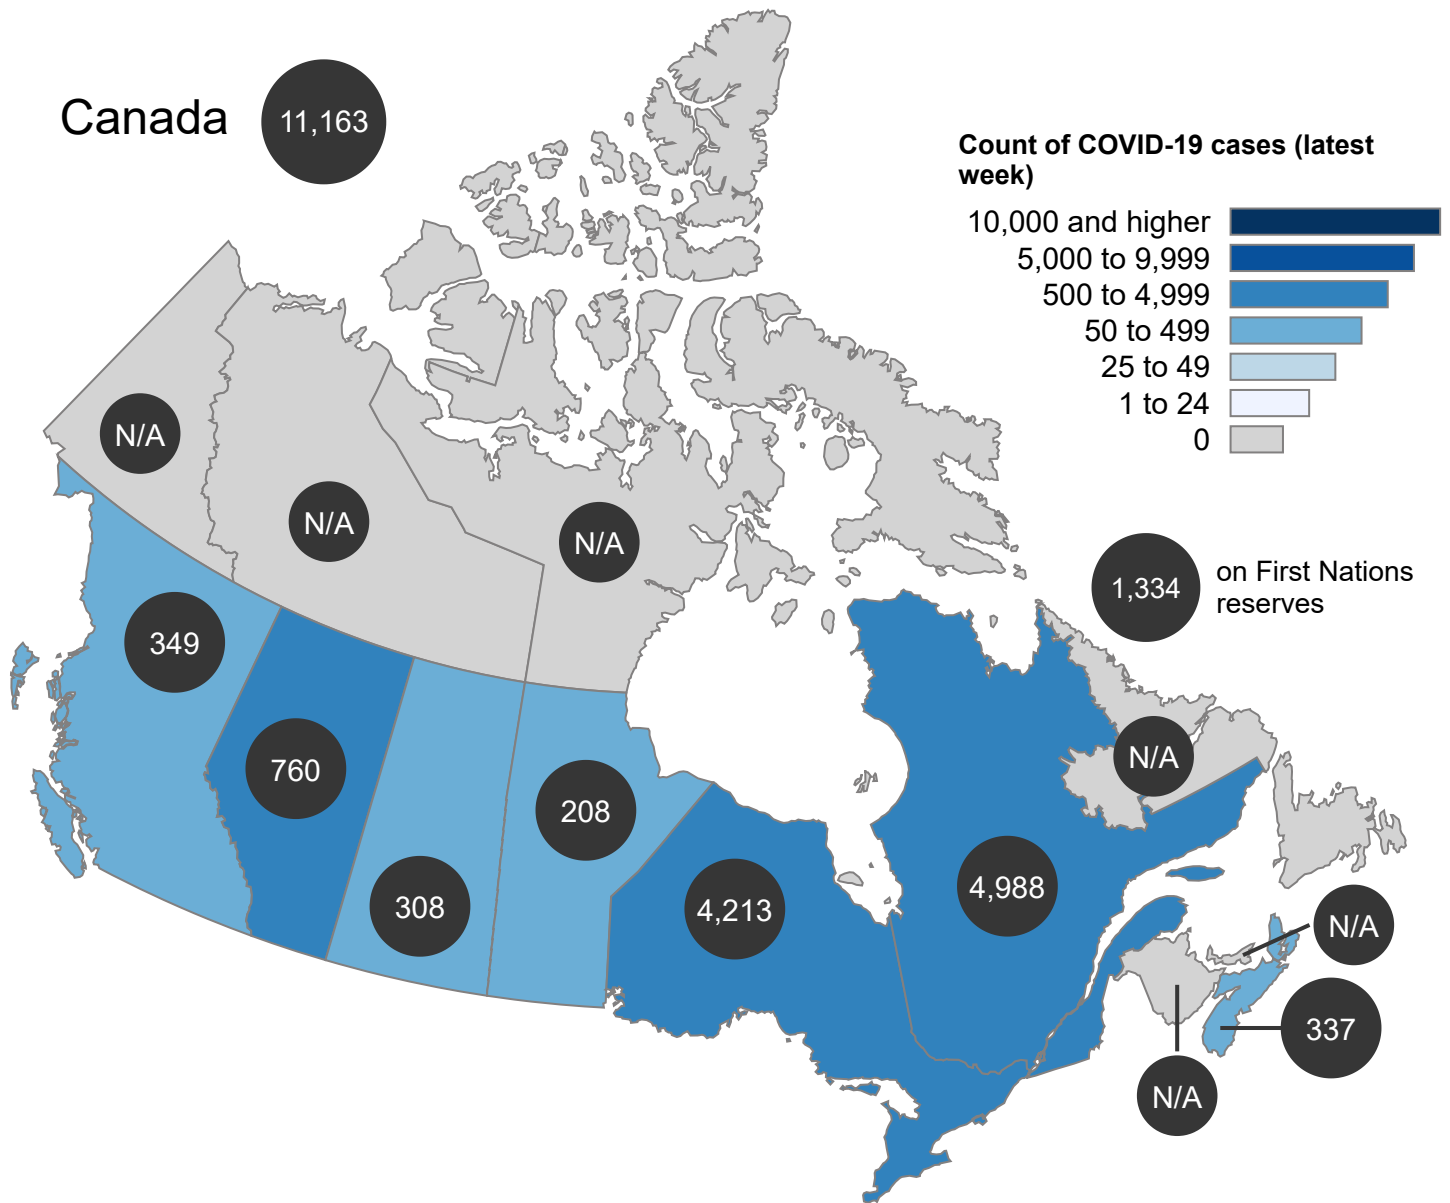 Canada
11,163
Count of COVID-19 cases (latest
week)
10,000 and higher
5,000 to 9,999
500 to 4,999
50 to 499
25 to 49
1 to 24
0
N/A
N/A
N/A
1,334
on First Nations
reserves
349
760
308
208
4,213
4,988
N/A
N/A
337
N/A